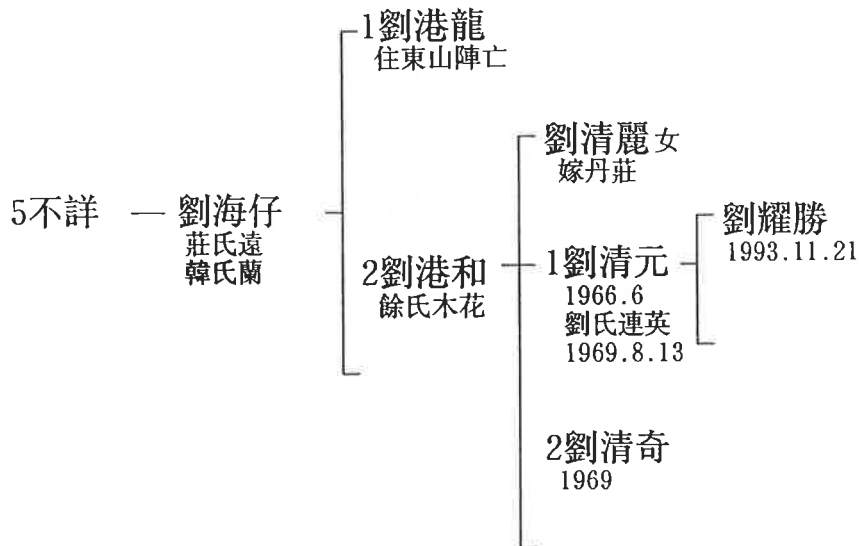 1劉港龍
住東山陣亡
劉清麗女
嫁丹莊
5不詳 — 劉海仔
莊氏遠
韓氏蘭
2劉港和
餘氏木花
1劉清元
1966.6
劉氏連英
1969.8.13
劉耀勝
1993.11.21
2劉清奇
1969